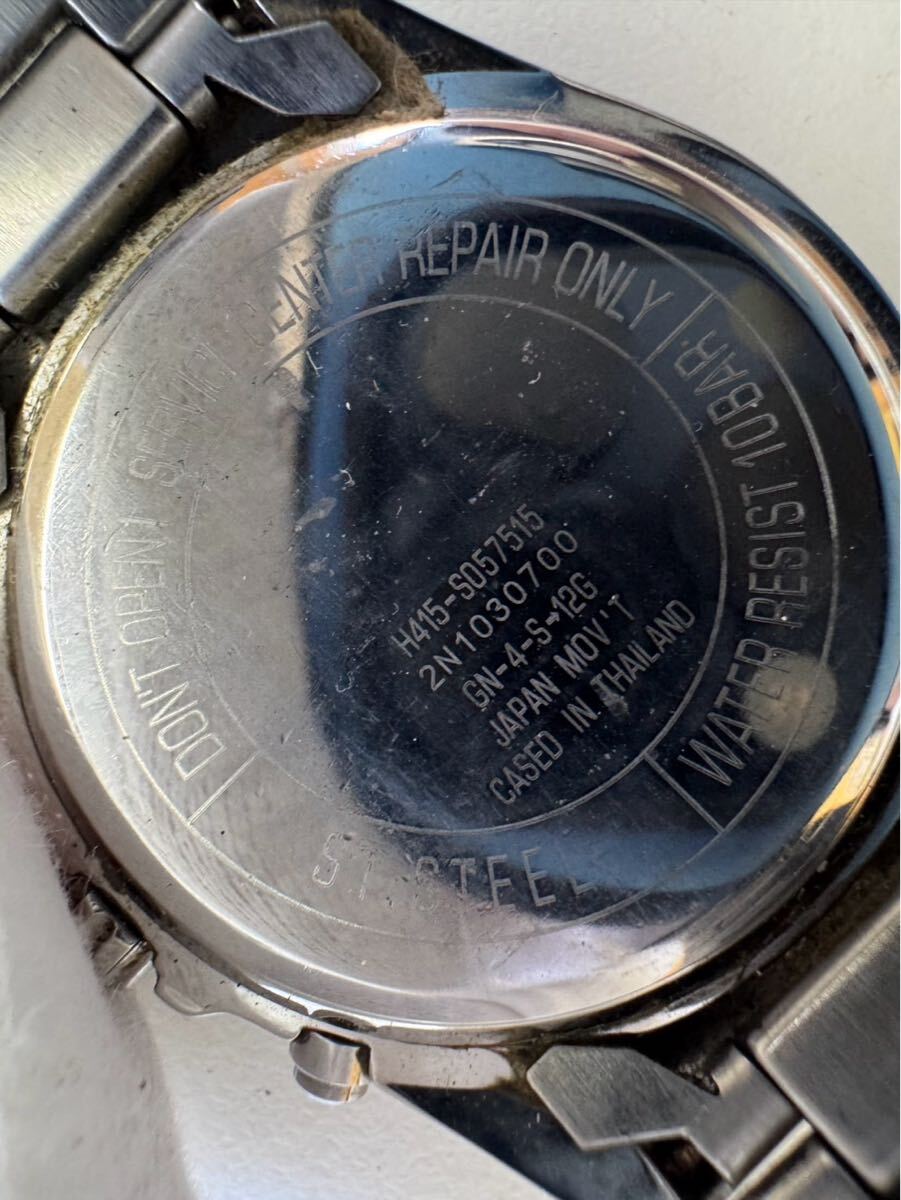 DON'T OPEN! SERVICE CENTER REPAIR ONLY
WATER RESIST 10BAR.
ST.STEEL
H415-S057515
2N1030700
GN-4-S-12G
JAPAN MOV'T
CASED IN THAILAND